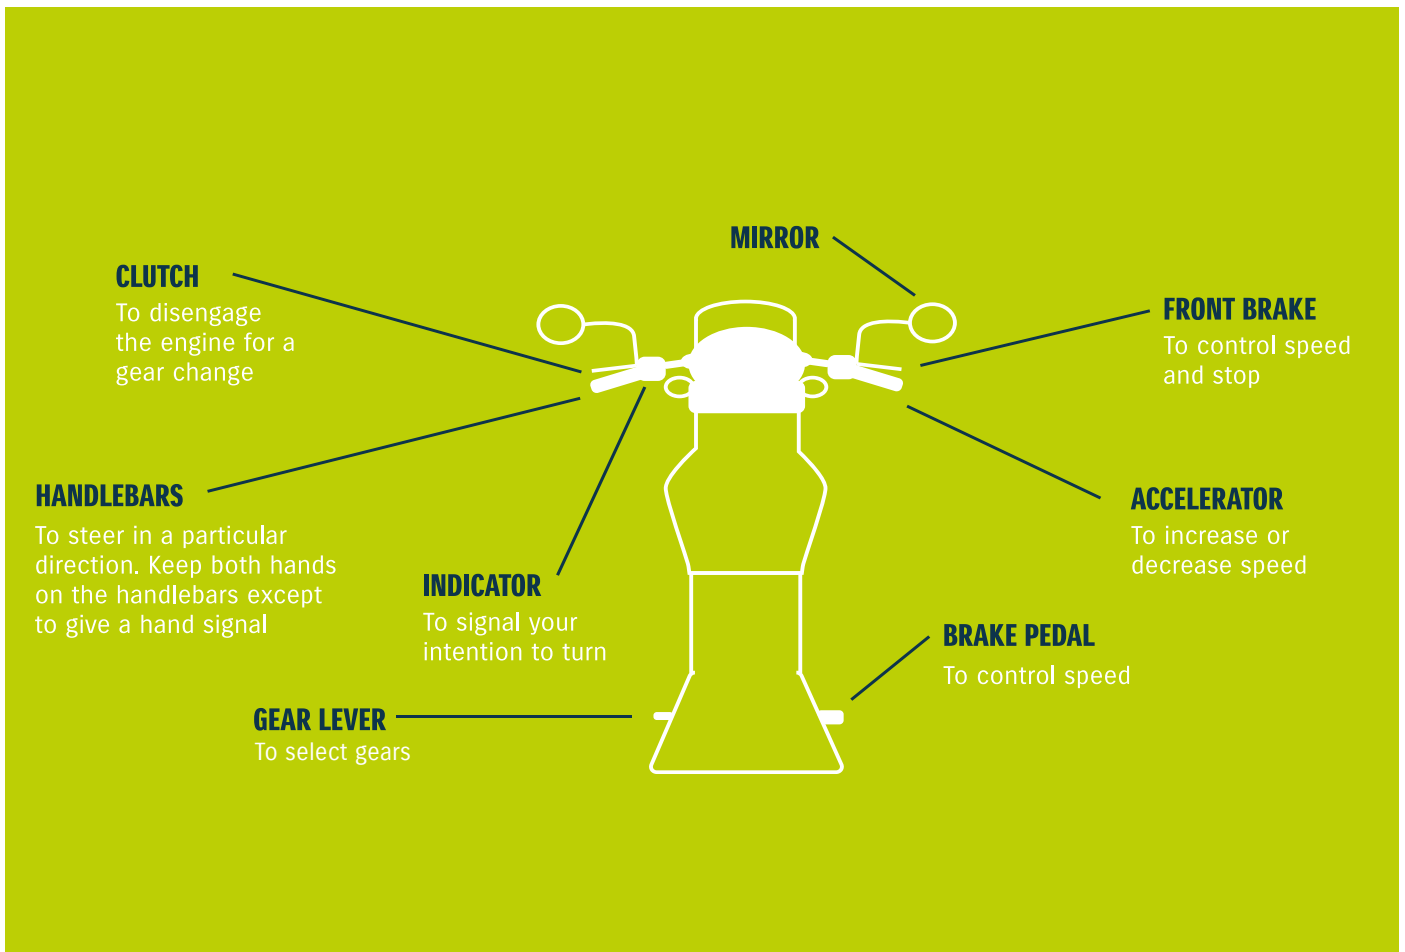 MIRROR
CLUTCH
To disengage
the engine for a
gear change
FRONT BRAKE
To control speed
and stop
HANDLEBARS
To steer in a particular
direction. Keep both hands
on the handlebars except
to give a hand signal
ACCELERATOR
To increase or
decrease speed
INDICATOR
To signal your
intention to turn
BRAKE PEDAL
To control speed
GEAR LEVER
To select gears